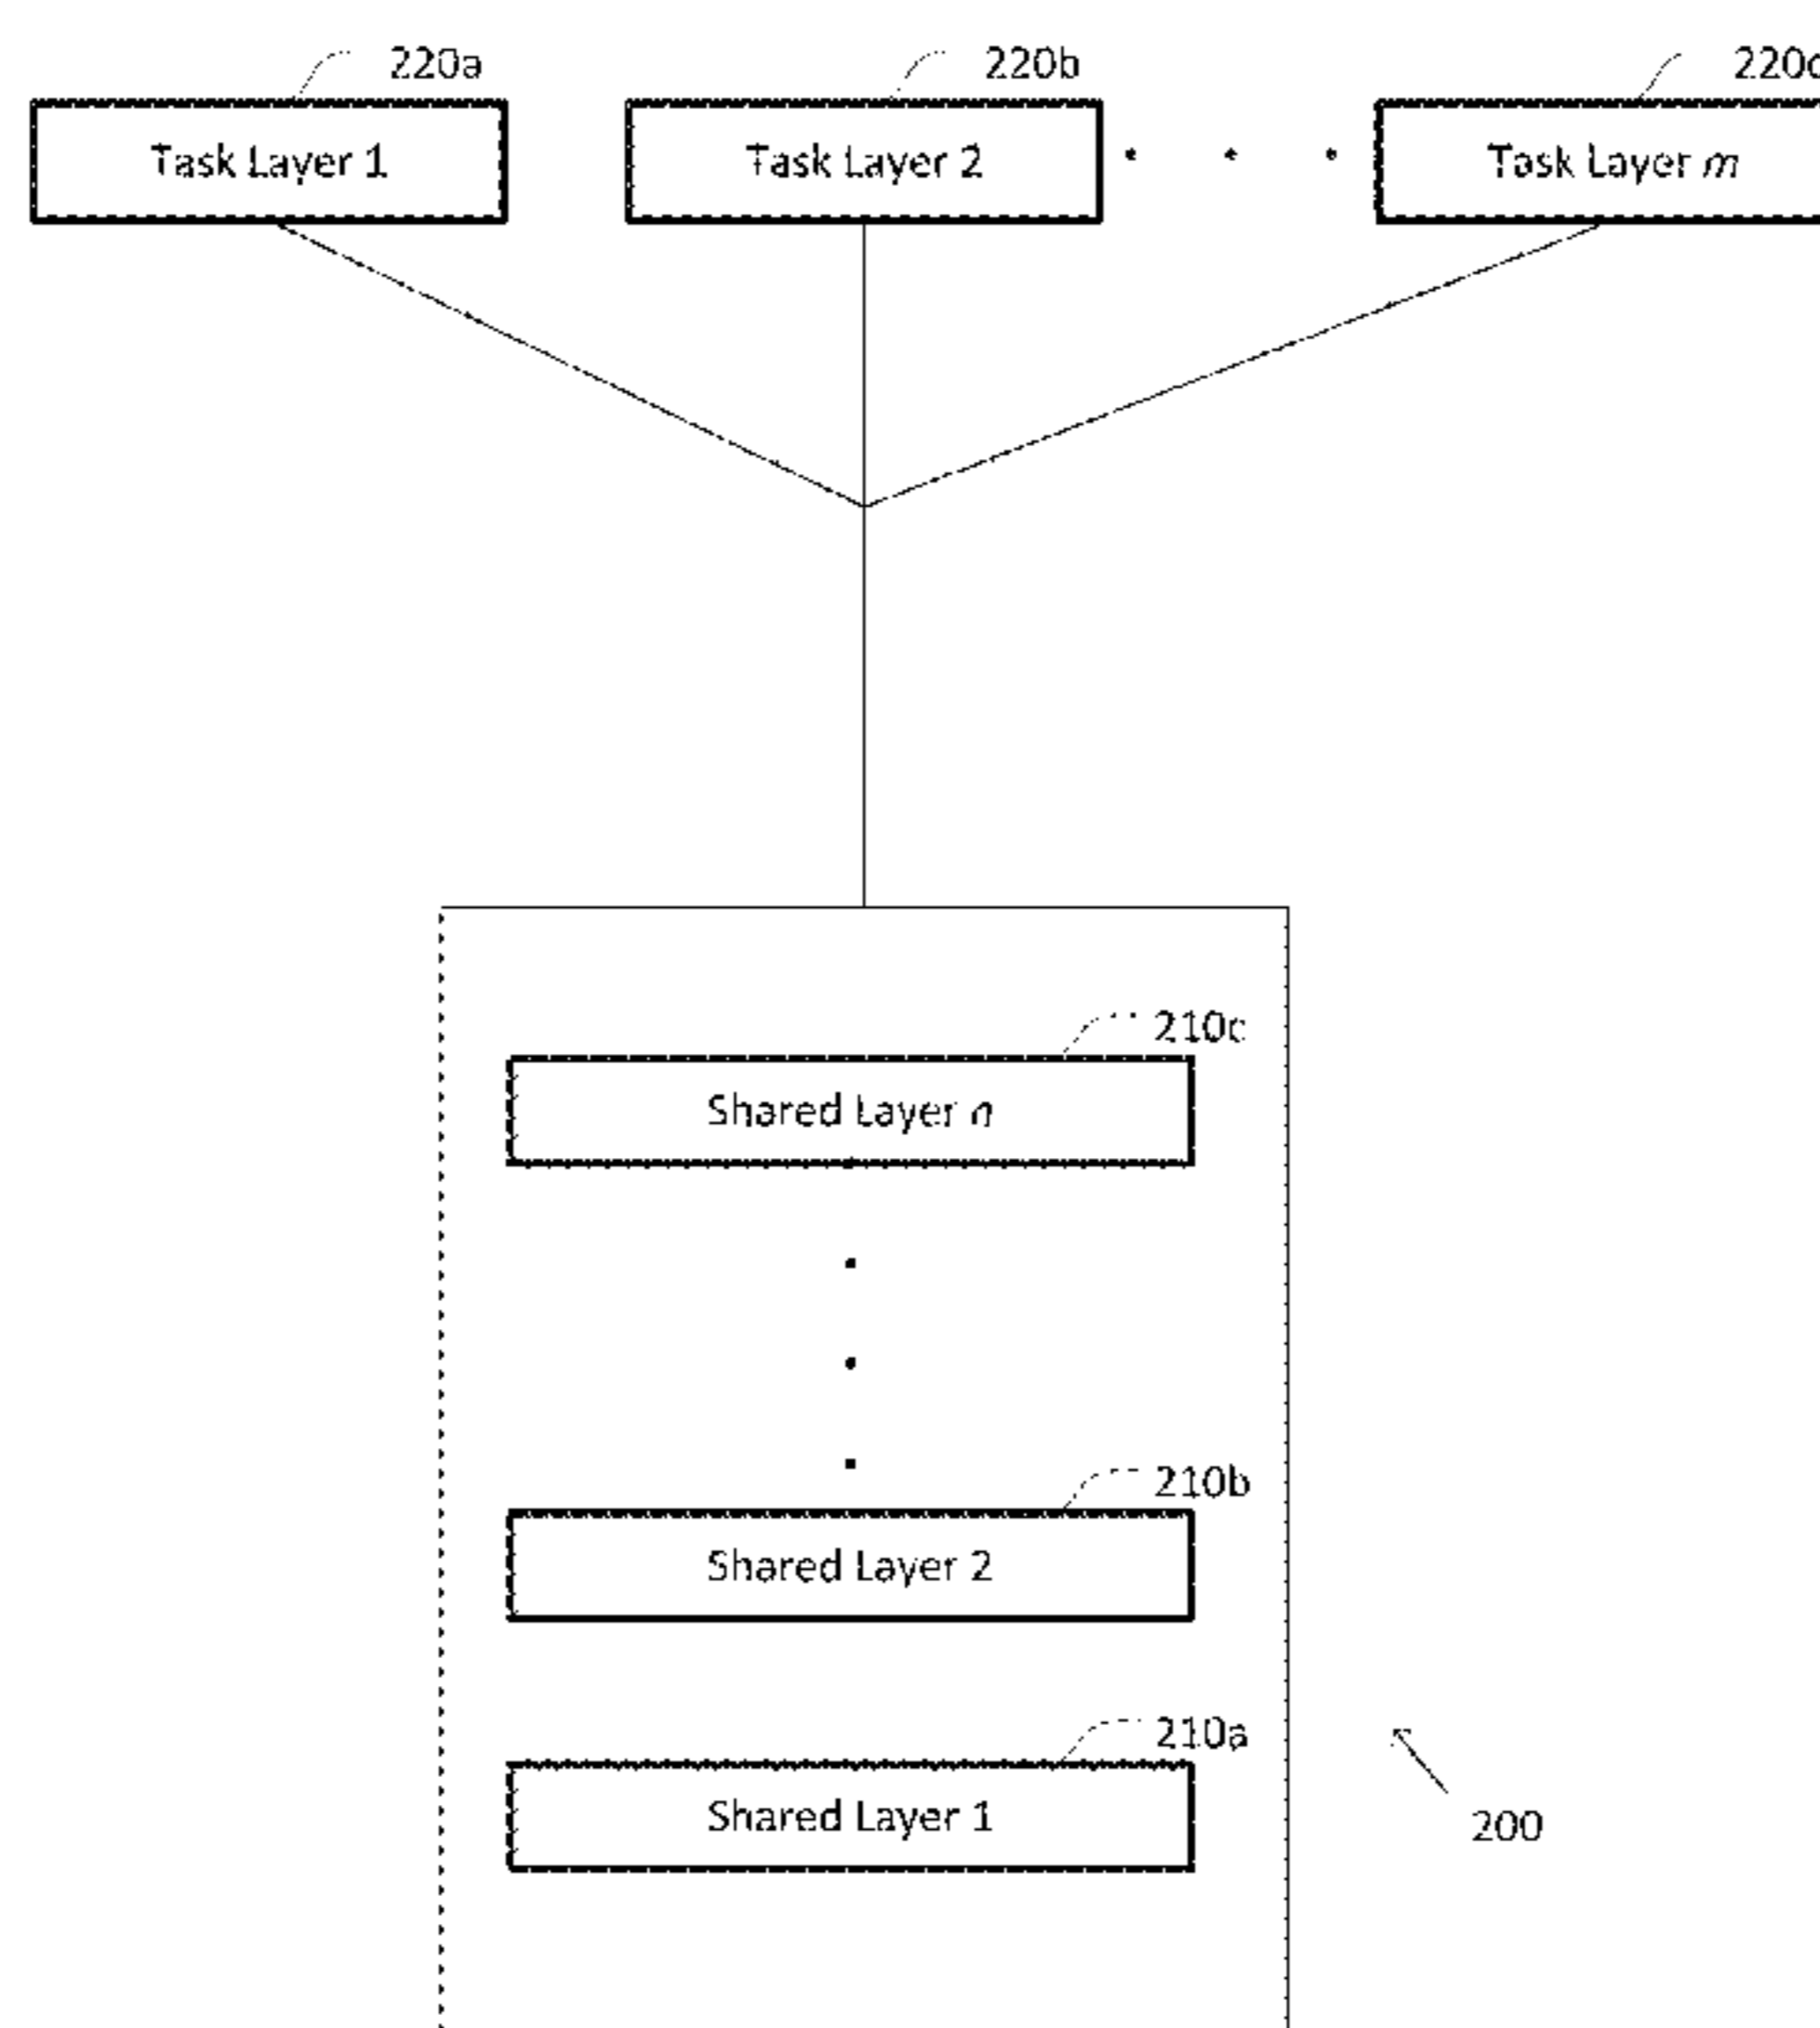 220a
220b
220c
Task Layer 1
Task Layer 2
Task Layer m
210c
Shared Layer n
210b
Shared Layer 2
210a
Shared Layer 1
200